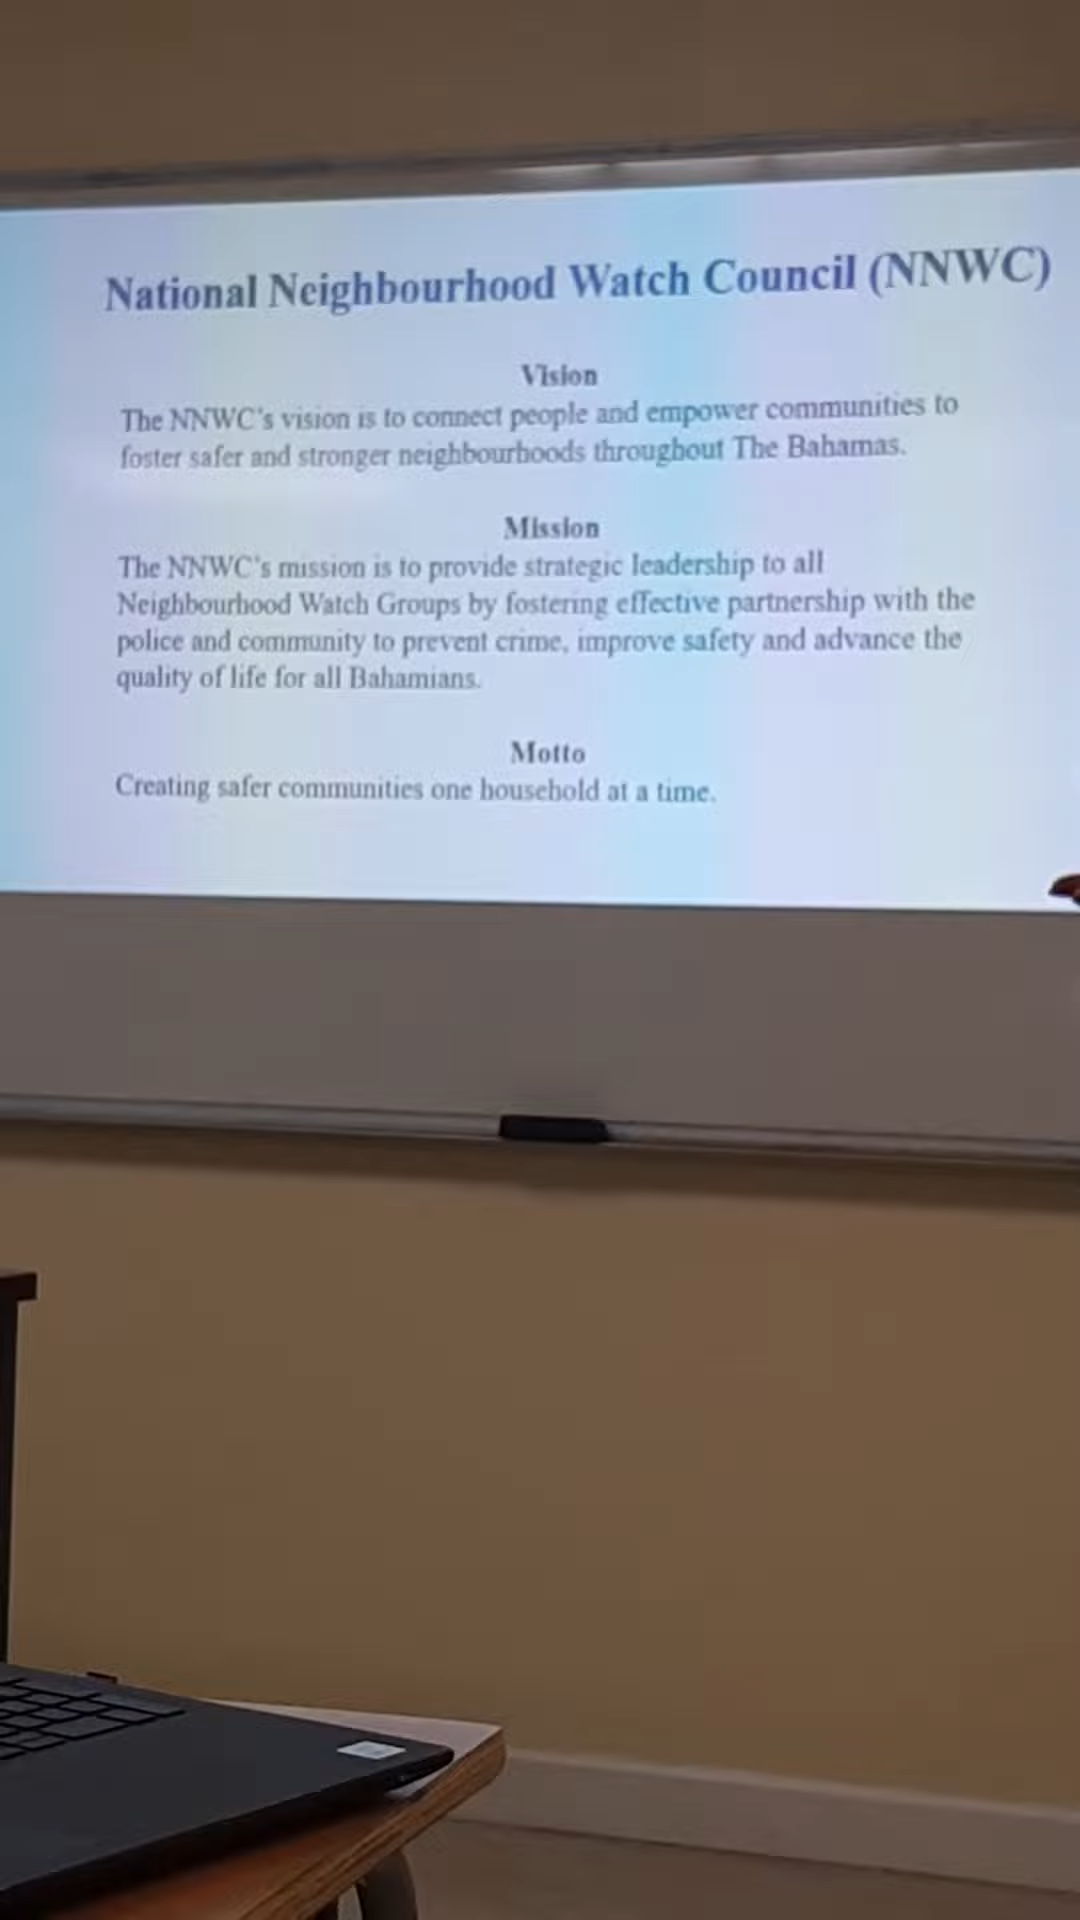 National Neighbourhood Watch Council (NNWC)
Vision
The NNWC's vision is to connect people and empower communities to
foster safer and stronger neighbourhoods throughout The Bahamas.
Mission
The NNWC's mission is to provide strategic leadership to all
Neighbourhood Watch Groups by fostering effective partnership with the
police and community to prevent crime, improve safety and advance the
quality of life for all Bahamians.
Motto
Creating safer communities one household at a time.